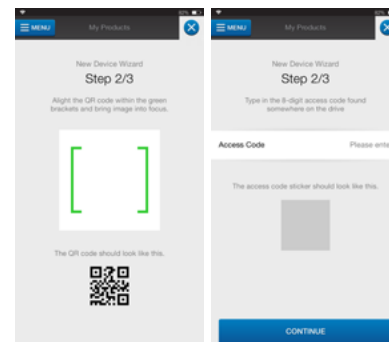 82%
MENU
My Products
New Device Wizard
Step 2/3
Alight the QR code within the green
brackets and bring image into focus.
The QR code should look like this.
82%
MENU
My Products
New Device Wizard
Step 2/3
Type in the 8-digit access code found
somewhere on the drive
Access Code
Please ente
The access code sticker should look like this.
CONTINUE